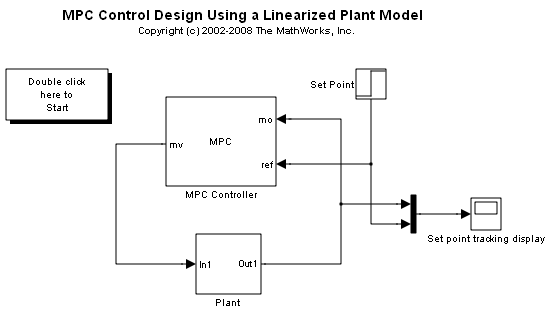 MPC Control Design Using a Linearized Plant Model
Copyright (c) 2002-2008 The MathWorks, Inc.
Double click
here to
Start
Set Point
mo
mv
MPC
ref
MPC Controller
Set point tracking display
In1
Out1
Plant